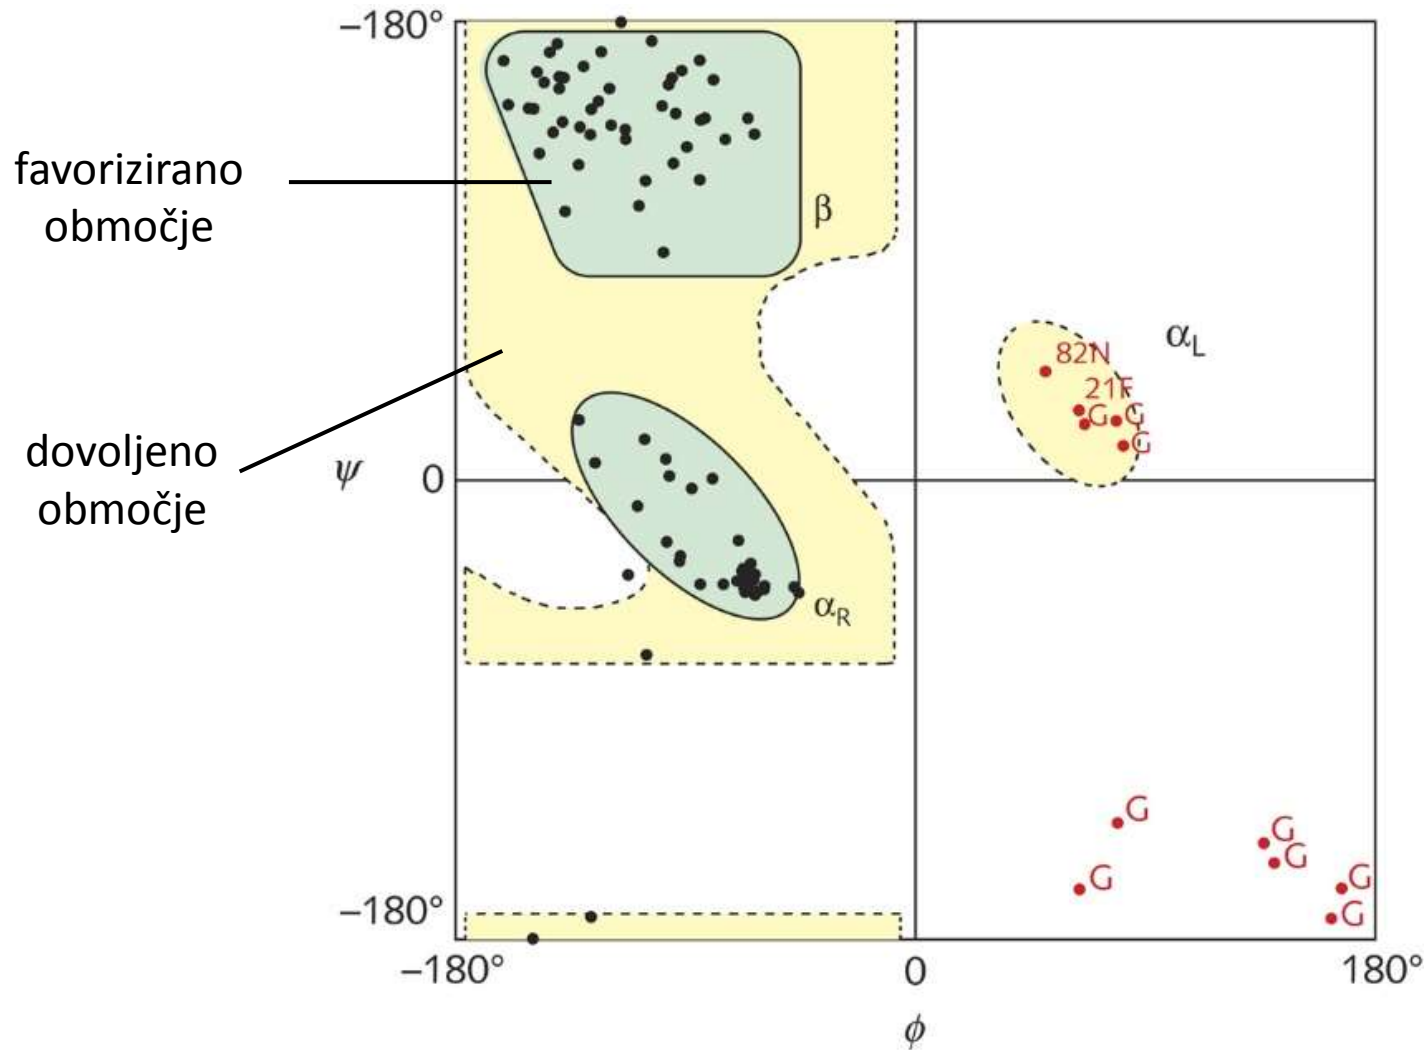 –180°
favorizirano
območje
β
α_L
82N
21F
G
G
G
dovoljeno
območje
ψ
0
α_R
G
G
G
G
G
G
–180°
–180°
0
180°
ϕ